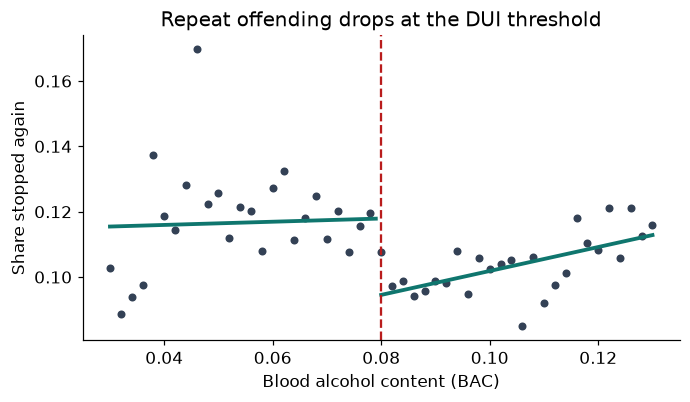 Repeat offending drops at the DUI threshold
Share stopped again
0.16
0.14
0.12
0.10
0.04 0.06 0.08 0.10 0.12
Blood alcohol content (BAC)